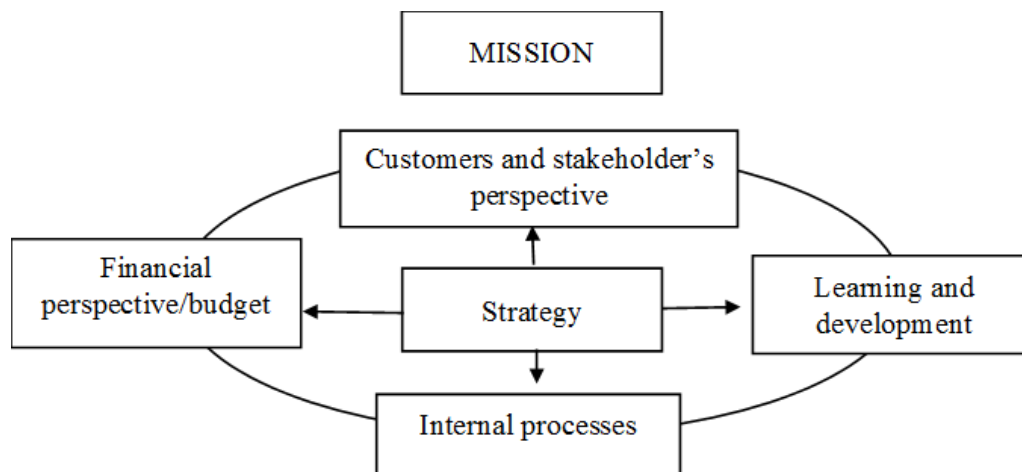 MISSION
Customers and stakeholder’s
perspective
Financial
perspective/budget
Strategy
Learning and
development
Internal processes